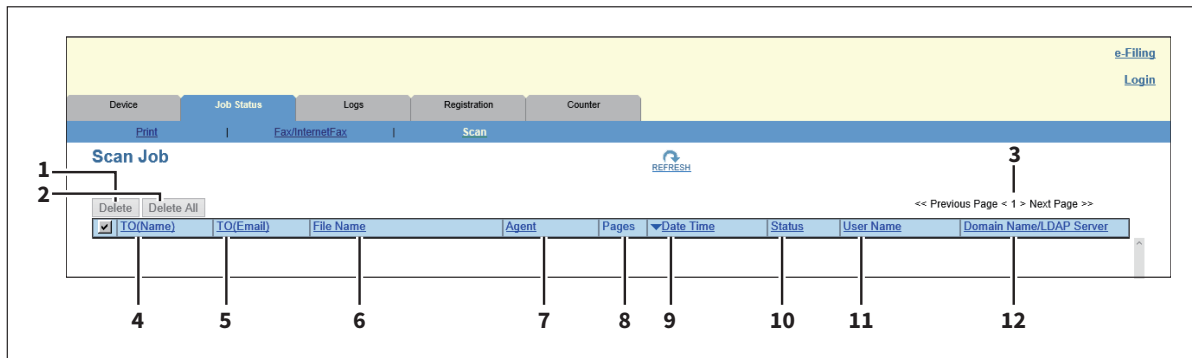 e-Filing
Login
Device Job Status Logs Registration Counter
Print | Fax/InternetFax | Scan
Scan Job
REFRESH
1
2
3
Delete Delete All
<< Previous Page < 1 > Next Page >>
TO(Name) TO(Email) File Name Agent Pages Date Time Status User Name Domain Name/LDAP Server
4 5 6 7 8 9 10 11 12